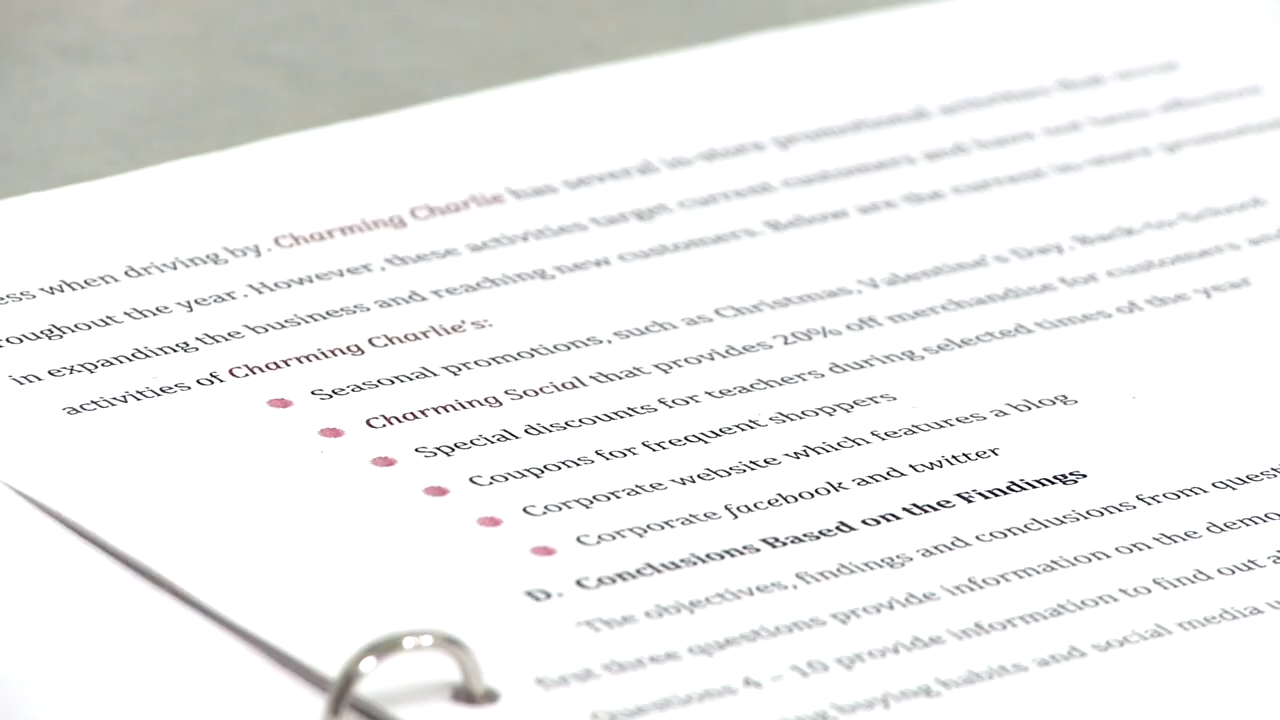 ess when driving by. Charming Charlie has several in-store promotional activities that occur
roughout the year. However, these activities target current customers and have not been effective
in expanding the business and reaching new customers. Below are the current in-store promotion
activities of Charming Charlie's:
Seasonal promotions, such as Christmas, Valentine's Day, Back-to-School
Charming Social that provides 20% off merchandise for customers and
Special discounts for teachers during selected times of the year
Coupons for frequent shoppers
Corporate website which features a blog
Corporate facebook and twitter
D. Conclusions Based on the Findings
The objectives, findings and conclusions from quest
first three questions provide information on the demo
Questions 4 – 10 provide information to find out a
ing buying habits and social media u